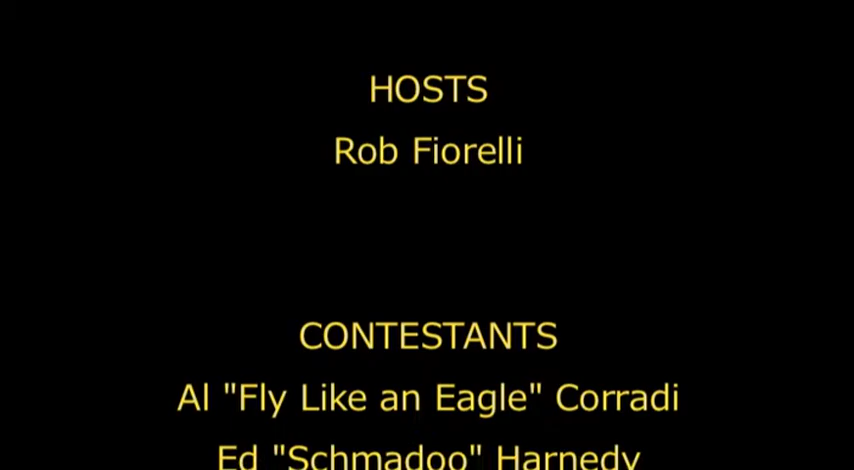 HOSTS
Rob Fiorelli
CONTESTANTS
Al "Fly Like an Eagle" Corradi
Ed "Schmadoo" Harnedy